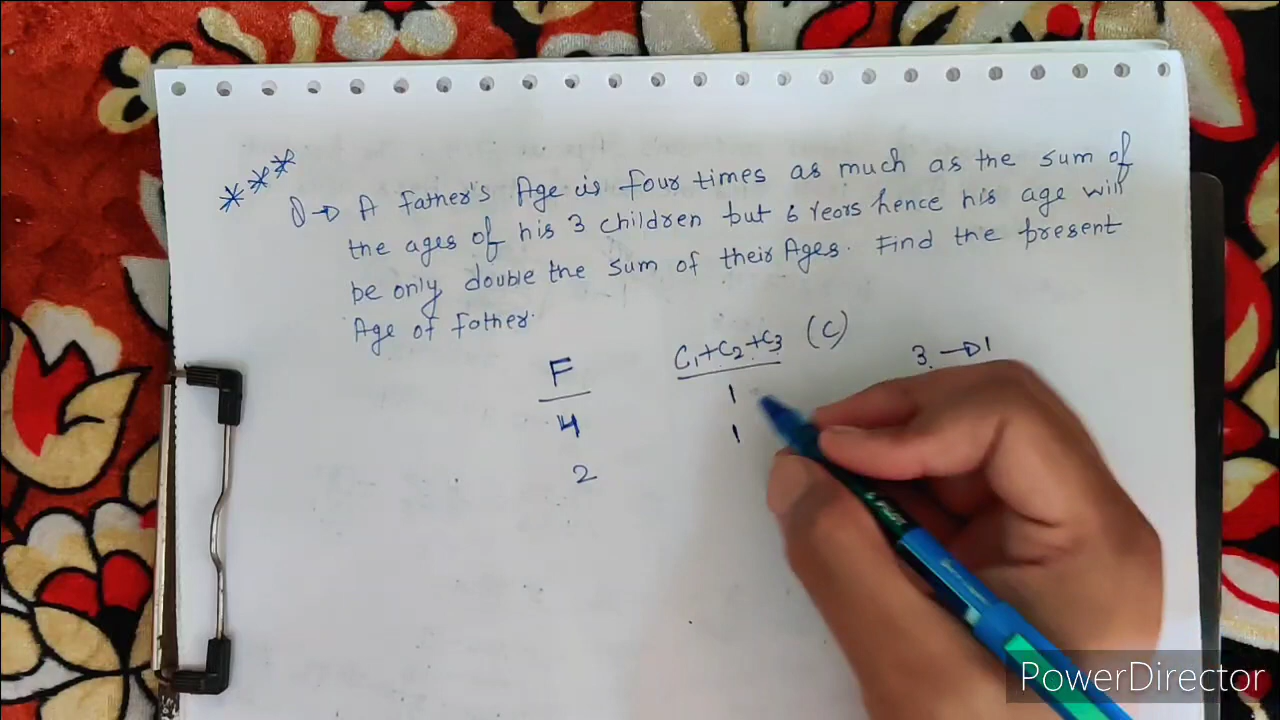 ***
Q→ A father's Age is four times as much as the sum of
the ages of his 3 children but 6 Years hence his age will
be only double the sum of their Ages. Find the present
Age of father.
F C₁+C₂+C₃ (C) 3 → 1
4 1
2 1
PowerDirector